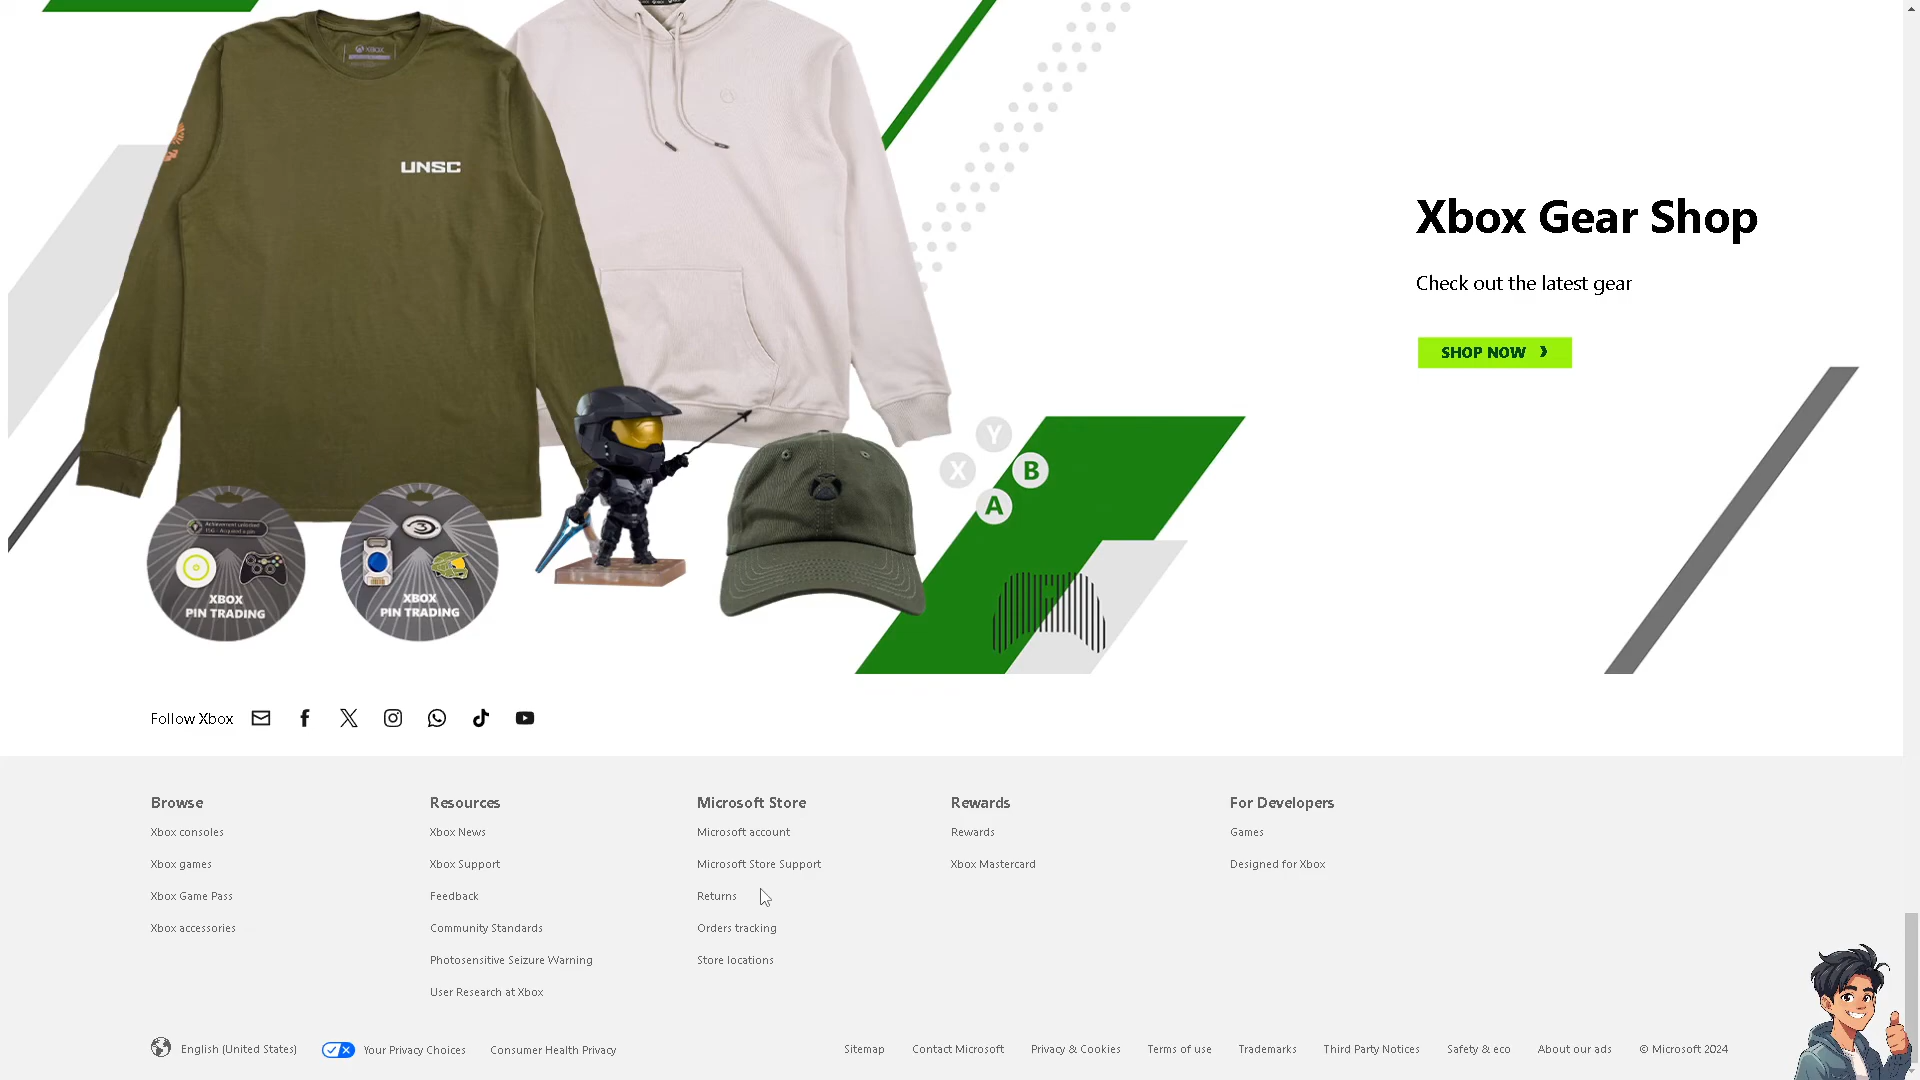 XBOX
UNSC
Xbox Gear Shop
Check out the latest gear
SHOP NOW
Y
X
B
A
XBOX
PIN TRADING
XBOX
PIN TRADING
Follow Xbox
Browse
Xbox consoles
Xbox games
Xbox Game Pass
Xbox accessories
Resources
Xbox News
Xbox Support
Feedback
Community Standards
Photosensitive Seizure Warning
User Research at Xbox
Microsoft Store
Microsoft account
Microsoft Store Support
Returns
Orders tracking
Store locations
Rewards
Rewards
Xbox Mastercard
For Developers
Games
Designed for Xbox
English (United States)
Your Privacy Choices
Consumer Health Privacy
Sitemap
Contact Microsoft
Privacy & Cookies
Terms of use
Trademarks
Third Party Notices
Safety & eco
About our ads
© Microsoft 2024